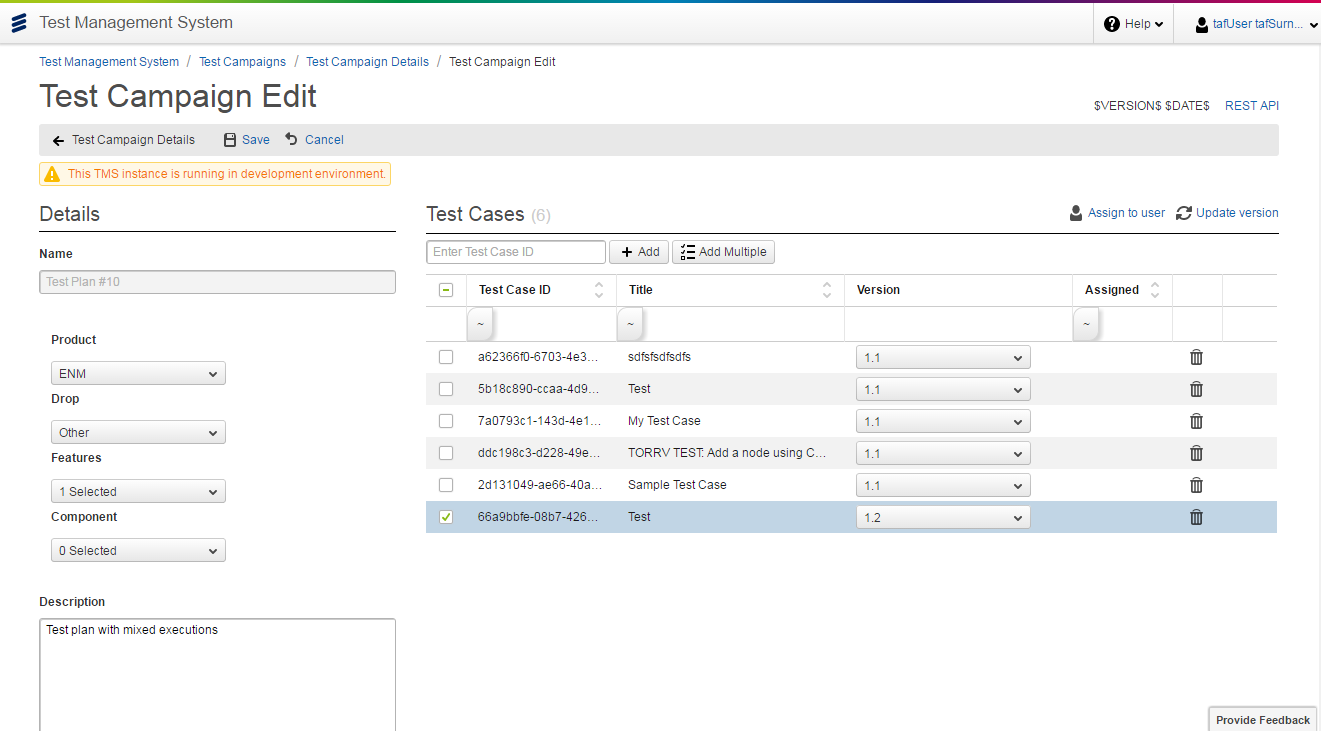 Test Management System
Help
tafUser tafSurn...
Test Management System / Test Campaigns / Test Campaign Details / Test Campaign Edit
Test Campaign Edit
$VERSION$ $DATE$ REST API
Test Campaign Details Save Cancel
This TMS instance is running in development environment.
Details
Name
Test Plan #10
Product
ENM
Drop
Other
Features
1 Selected
Component
0 Selected
Description
Test plan with mixed executions
Test Cases (6)
Assign to user Update version
Enter Test Case ID + Add Add Multiple
Test Case ID Title Version Assigned
~ ~ ~
a62366f0-6703-4e3... sdfsfsdfsdfs 1.1
5b18c890-ccaa-4d9... Test 1.1
7a0793c1-143d-4e1... My Test Case 1.1
ddc198c3-d228-49e... TORRV TEST: Add a node using C... 1.1
2d131049-ae66-40a... Sample Test Case 1.1
66a9bbfe-08b7-426... Test 1.2
Provide Feedback